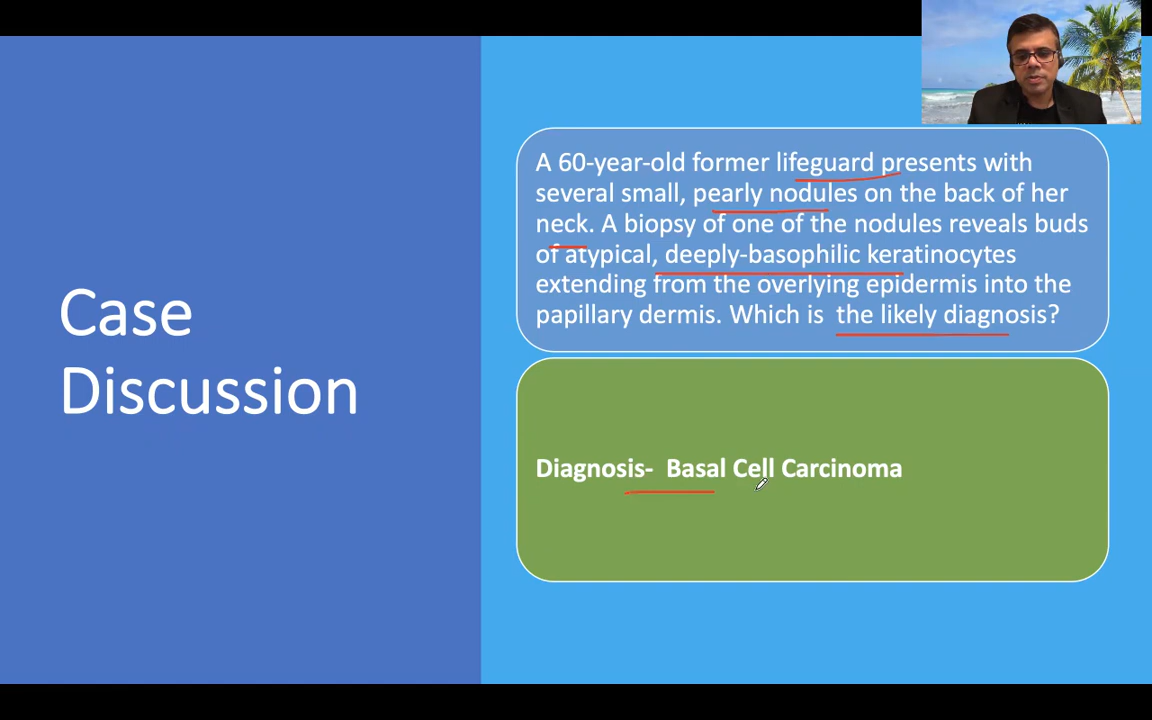 Case
Discussion
A 60-year-old former lifeguard presents with
several small, pearly nodules on the back of her
neck. A biopsy of one of the nodules reveals buds
of atypical, deeply-basophilic keratinocytes
extending from the overlying epidermis into the
papillary dermis. Which is the likely diagnosis?
Diagnosis- Basal Cell Carcinoma